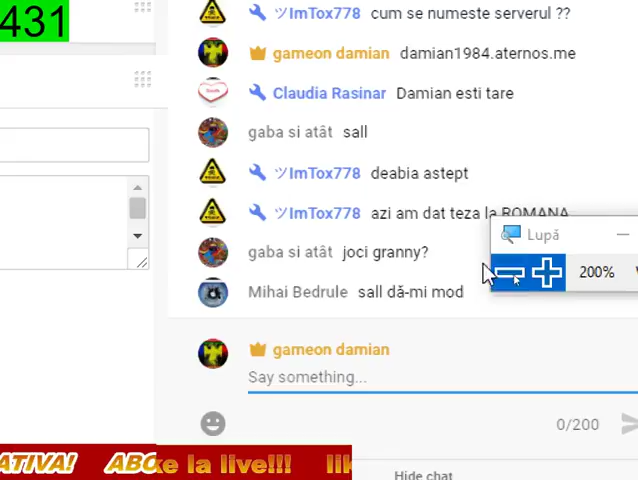 431
ツImTox778 cum se numeste serverul ??
gameon damian damian1984.aternos.me
Claudia Rasinar Damian esti tare
gaba si atât sall
ツImTox778 deabia astept
ツImTox778 azi am dat teza la ROMANA
Lupă
gaba si atât joci granny?
200%
Mihai Bedrule sall dă-mi mod
gameon damian
Say something...
0/200
ATIVA! ABO ke la live!!! lik
Hide chat